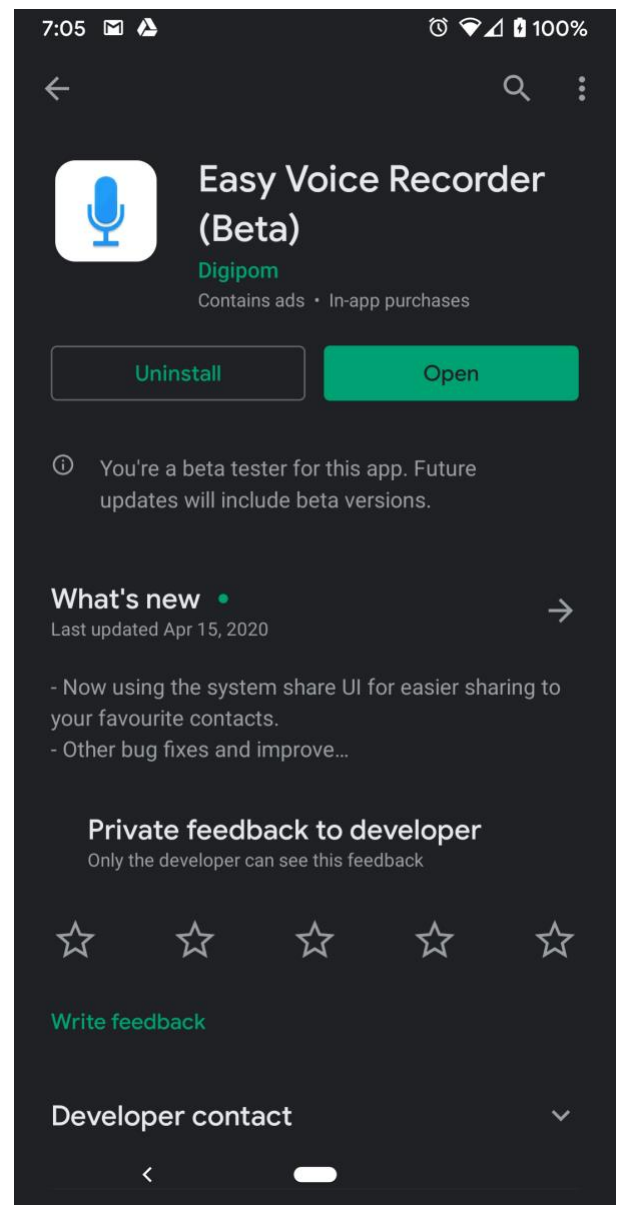 7:05 100%
Easy Voice Recorder
(Beta)
Digipom
Contains ads • In-app purchases
Uninstall Open
You're a beta tester for this app. Future
updates will include beta versions.
What's new •
Last updated Apr 15, 2020
- Now using the system share UI for easier sharing to
your favourite contacts.
- Other bug fixes and improve...
Private feedback to developer
Only the developer can see this feedback
Write feedback
Developer contact